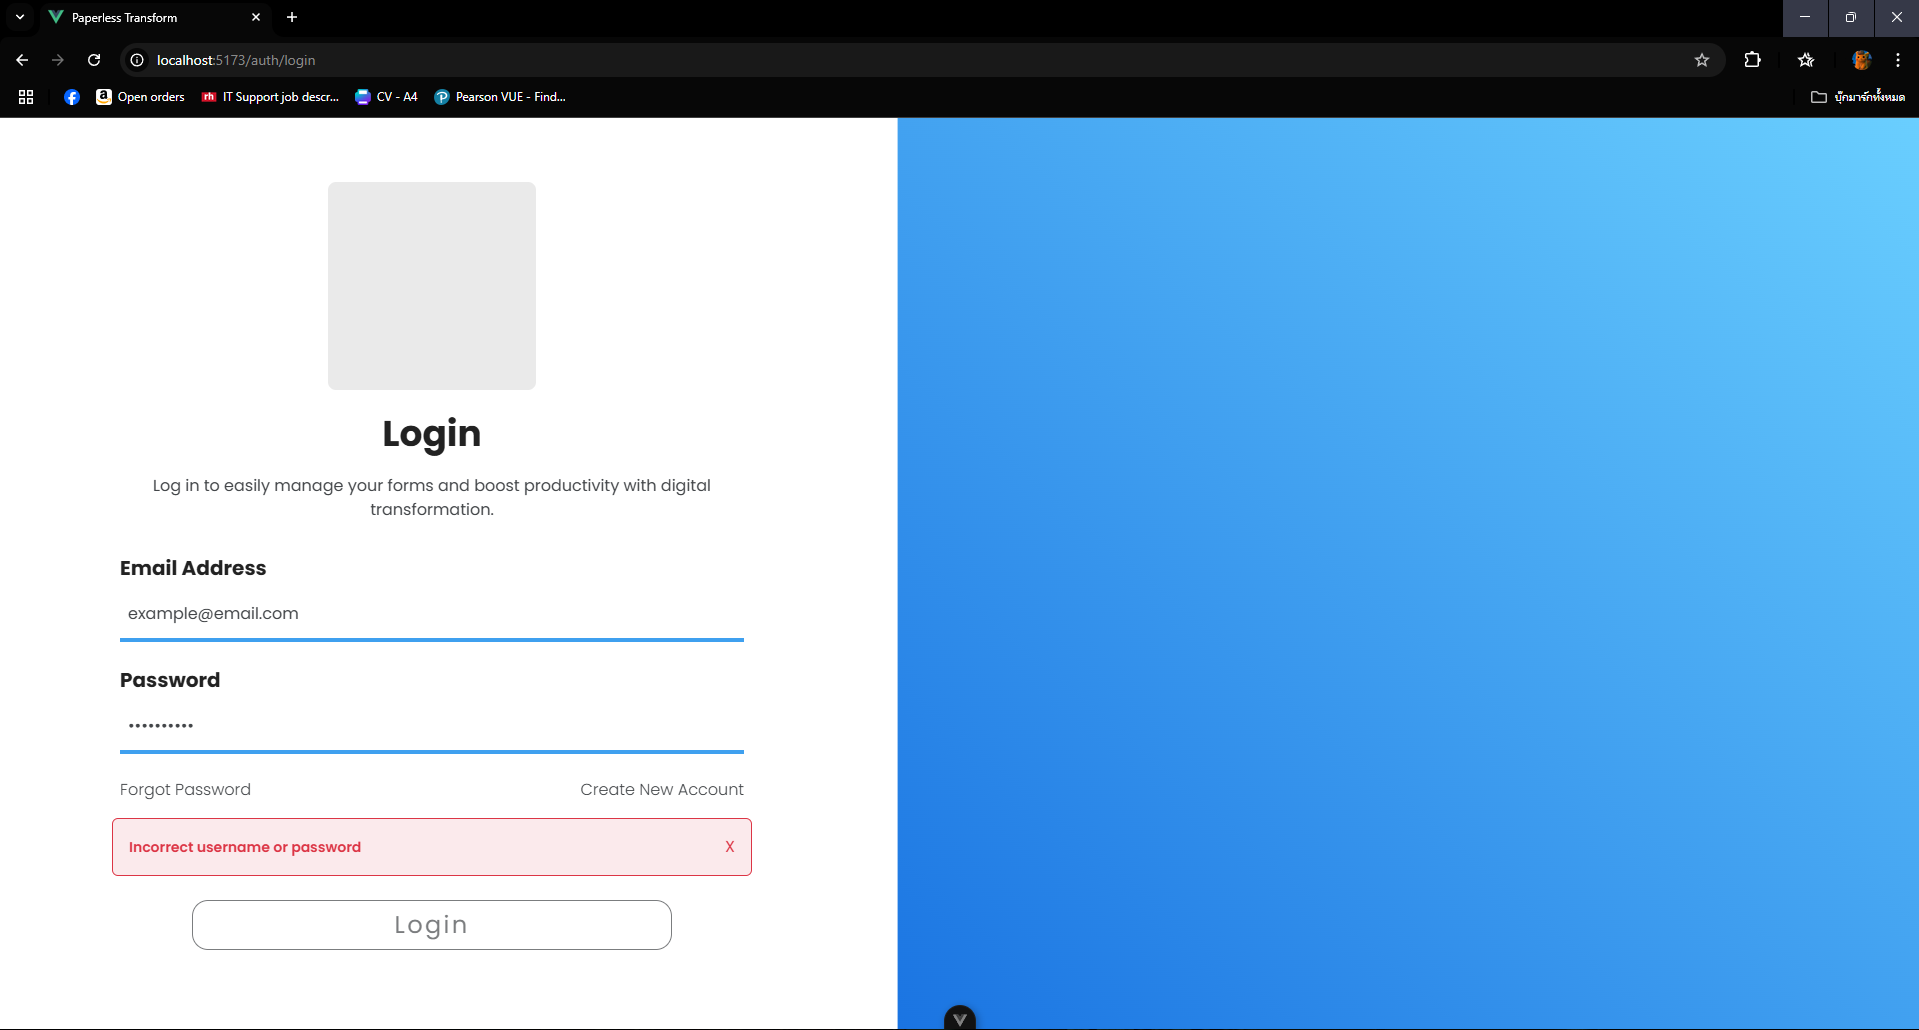 Paperless Transform
localhost:5173/auth/login
Open orders
IT Support job descr...
CV - A4
Pearson VUE - Find...
บุ๊กมาร์กทั้งหมด
Login
Log in to easily manage your forms and boost productivity with digital
transformation.
Email Address
example@email.com
Password
••••••••••
Forgot Password
Create New Account
Incorrect username or password
X
Login